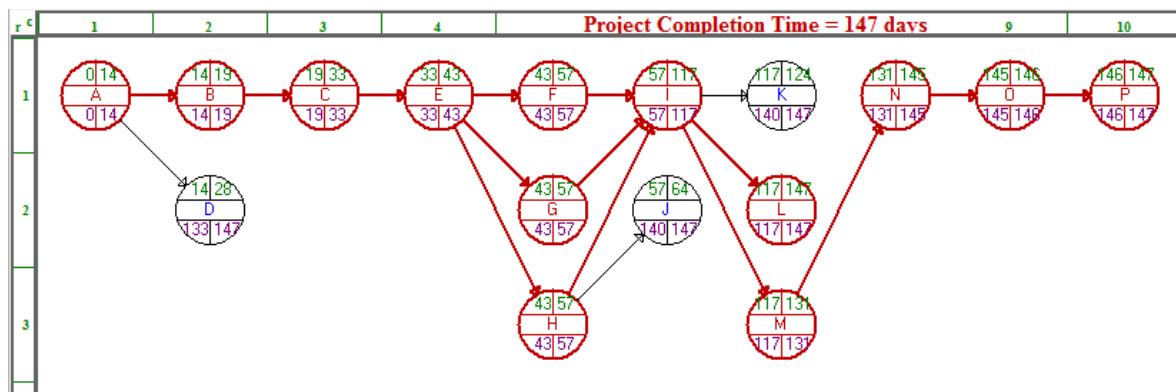 r c 1 2 3 4 Project Completion Time = 147 days 9 10
1
0 14 14 19 19 33 33 43 43 57 57 117 117 124 131 145 145 146 146 147
A B C E F I K N O P
0 14 14 19 19 33 33 43 43 57 57 117 140 147 131 145 145 146 146 147
2
14 28 43 57 57 64 117 147
D G J L
133 147 43 57 140 147 117 147
3
43 57 117 131
H M
43 57 117 131